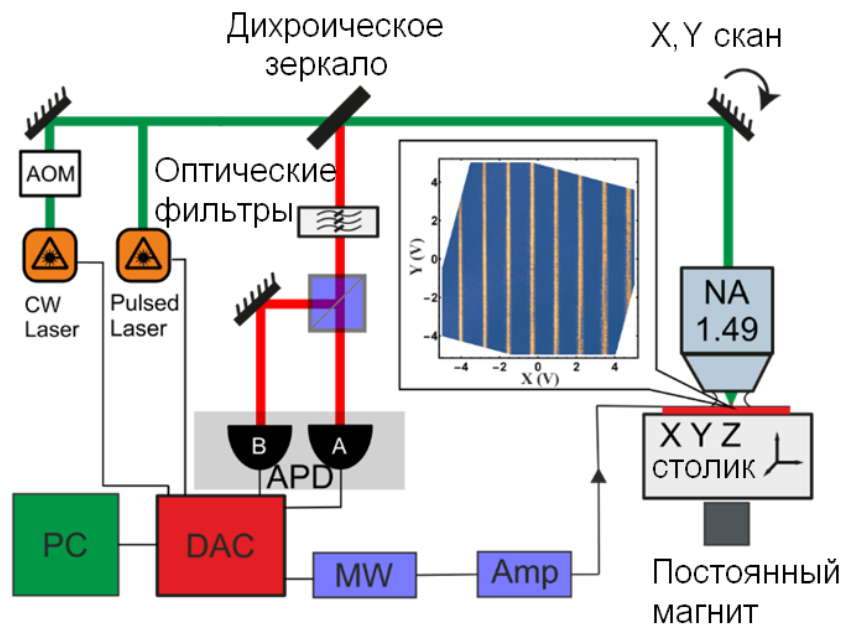 Дихроическое
зеркало
X, Y скан
AOM
Оптические
фильтры
CW
Laser
Pulsed
Laser
Y (V)
4
2
0
−2
−4
−4
−2
0
2
4
X (V)
NA
1.49
B
A
APD
X Y Z
столик
PC
DAC
MW
Amp
Постоянный
магнит